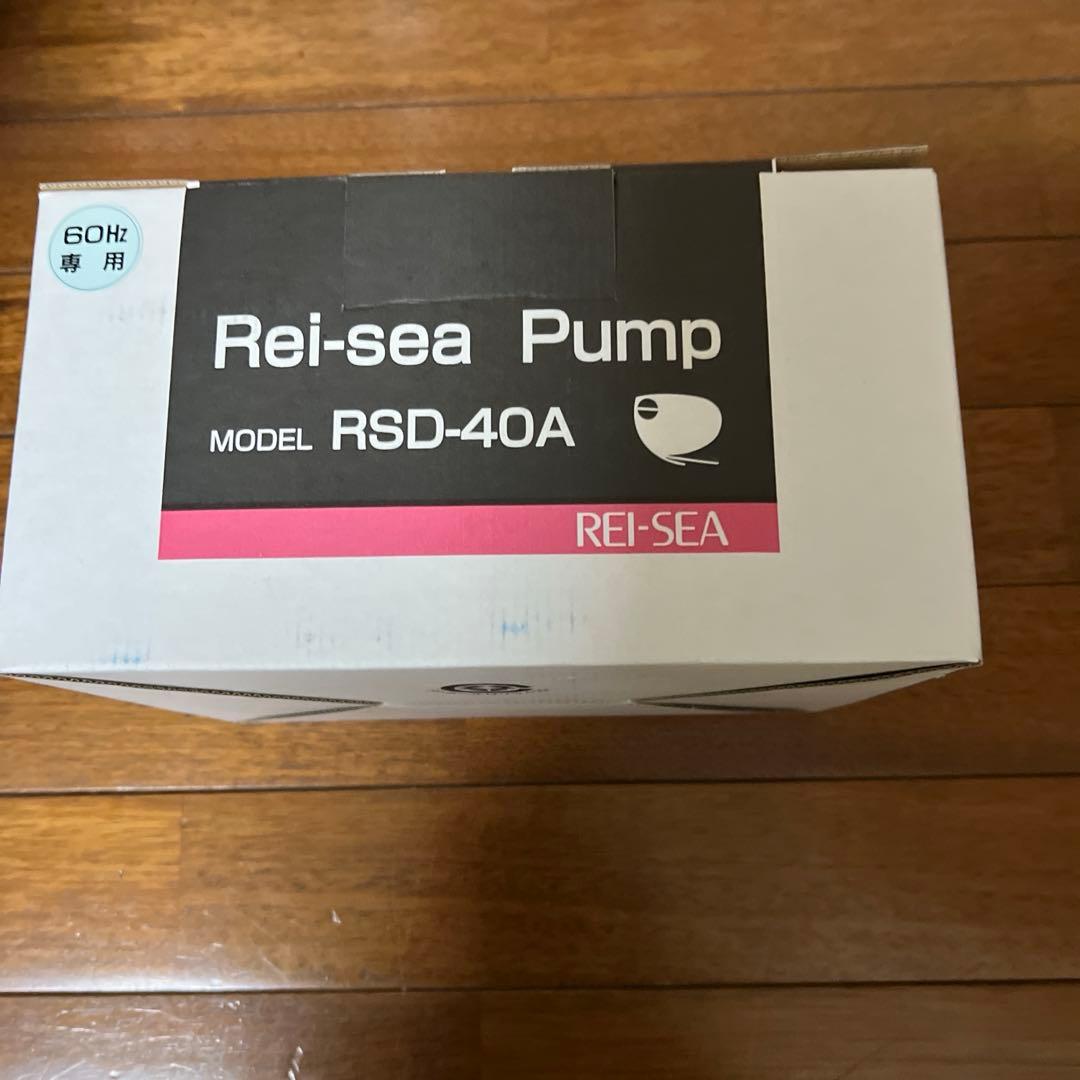 60Hz
専用
Rei-sea Pump
MODEL RSD-40A
REI-SEA